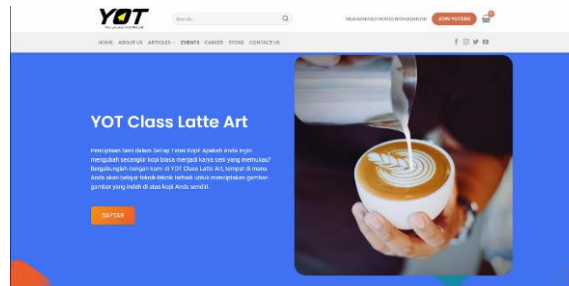 YOT
Search...
JOIN YOTERS
0
HOME ABOUT US ARTICLES EVENTS CAREER STORE CONTACT US
YOT Class Latte Art
Penciptaan Seni dalam Setiap Tetes Kopi! Apakah Anda ingin
mengubah secangkir kopi biasa menjadi karya seni yang memukau?
Bergabunglah dengan kami di YOT Class Latte Art, tempat di mana
Anda akan belajar teknik-teknik terbaik untuk menciptakan gambar-
gambar yang indah di atas kopi Anda sendiri.
DAFTAR